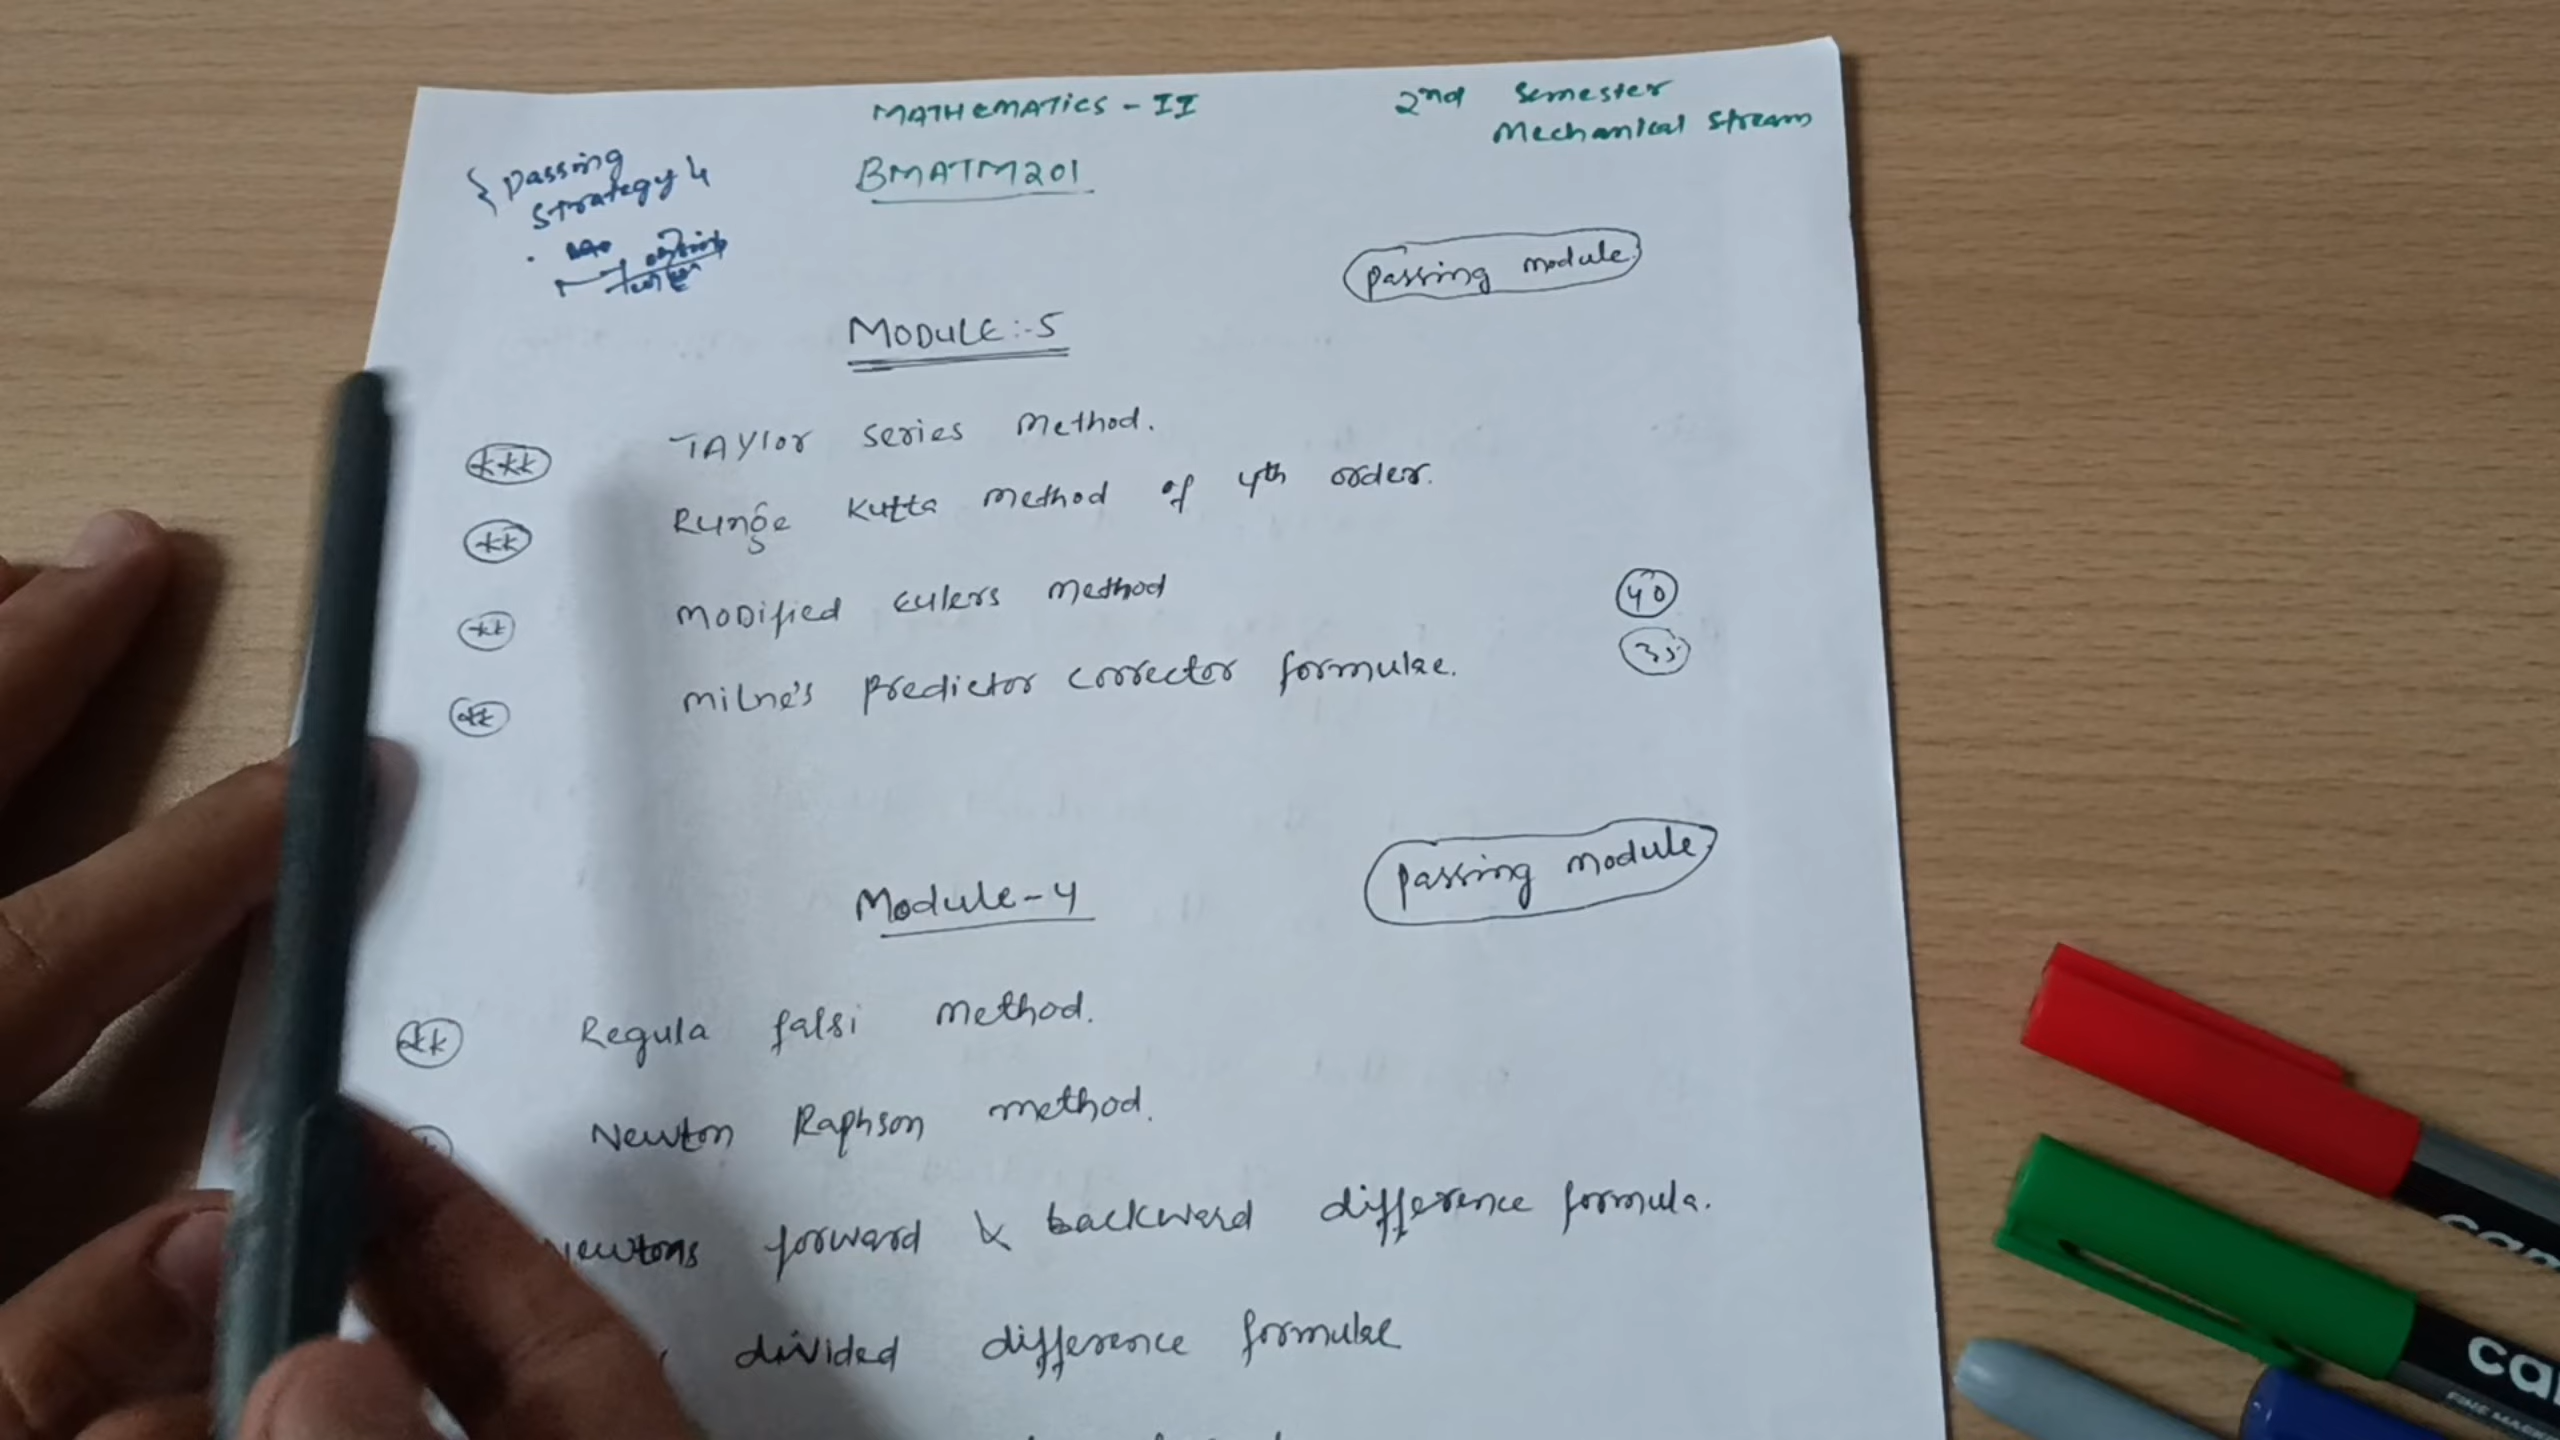 MATHEMATICS - II
2nd Semester
Mechanical Stream
BMATM201
{ Passing
Strategy
Passing module
MODULE :- 5
*** TAYlor series method.
** Runge Kutta method of 4th order.
** MODified eulers method
40
** Milne's predictor corrector formulae.
35
Passing module
Module - 4
** Regula falsi method.
Newton Raphson method.
Newtons forward & backward difference formula.
divided difference formulae